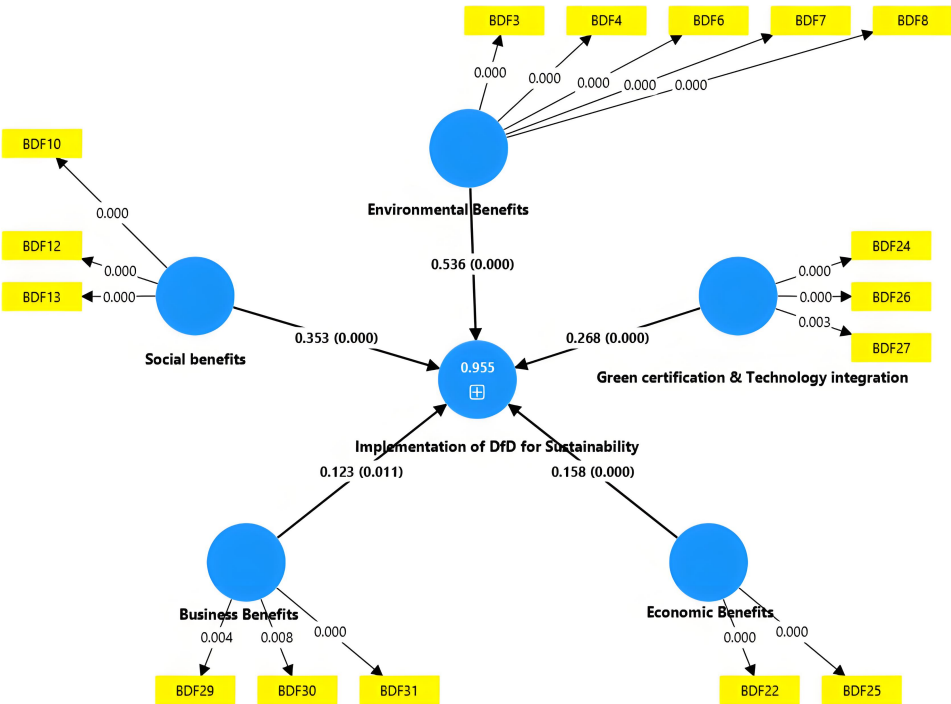 BDF3 BDF4 BDF6 BDF7 BDF8
0.000 0.000 0.000 0.000 0.000
BDF10
0.000
Environmental Benefits
BDF12
0.000
BDF13
0.000
Social benefits
0.536 (0.000)
BDF24
0.000
BDF26
0.000
BDF27
0.003
Green certification & Technology integration
0.353 (0.000)
0.268 (0.000)
0.955
Implementation of DfD for Sustainability
0.123 (0.011)
0.158 (0.000)
Business Benefits
0.004 0.008 0.000
BDF29 BDF30 BDF31
Economic Benefits
0.000 0.000
BDF22 BDF25